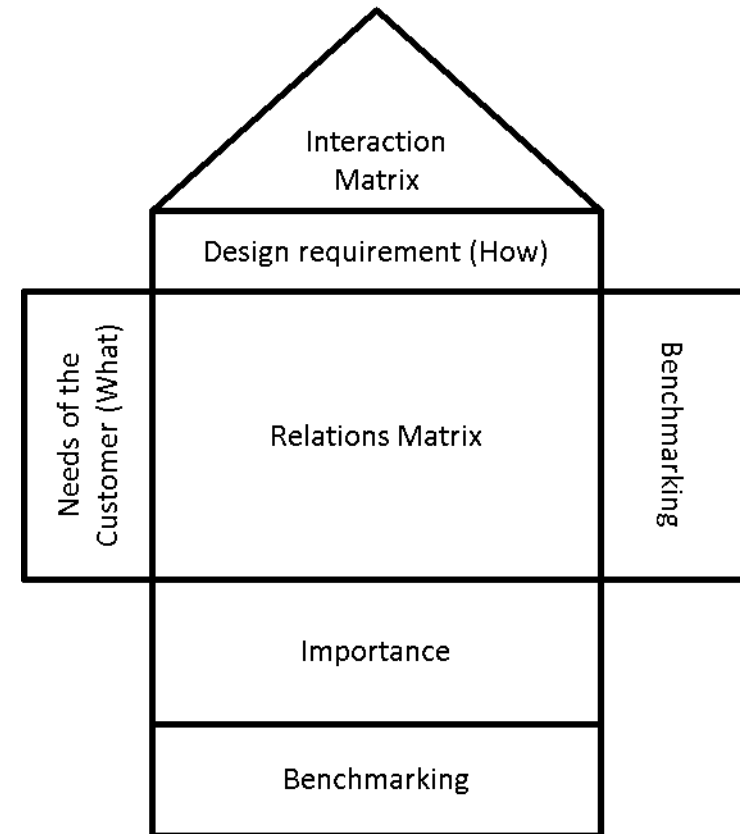 Interaction
Matrix
Design requirement (How)
Needs of the
Customer (What)
Relations Matrix
Benchmarking
Importance
Benchmarking